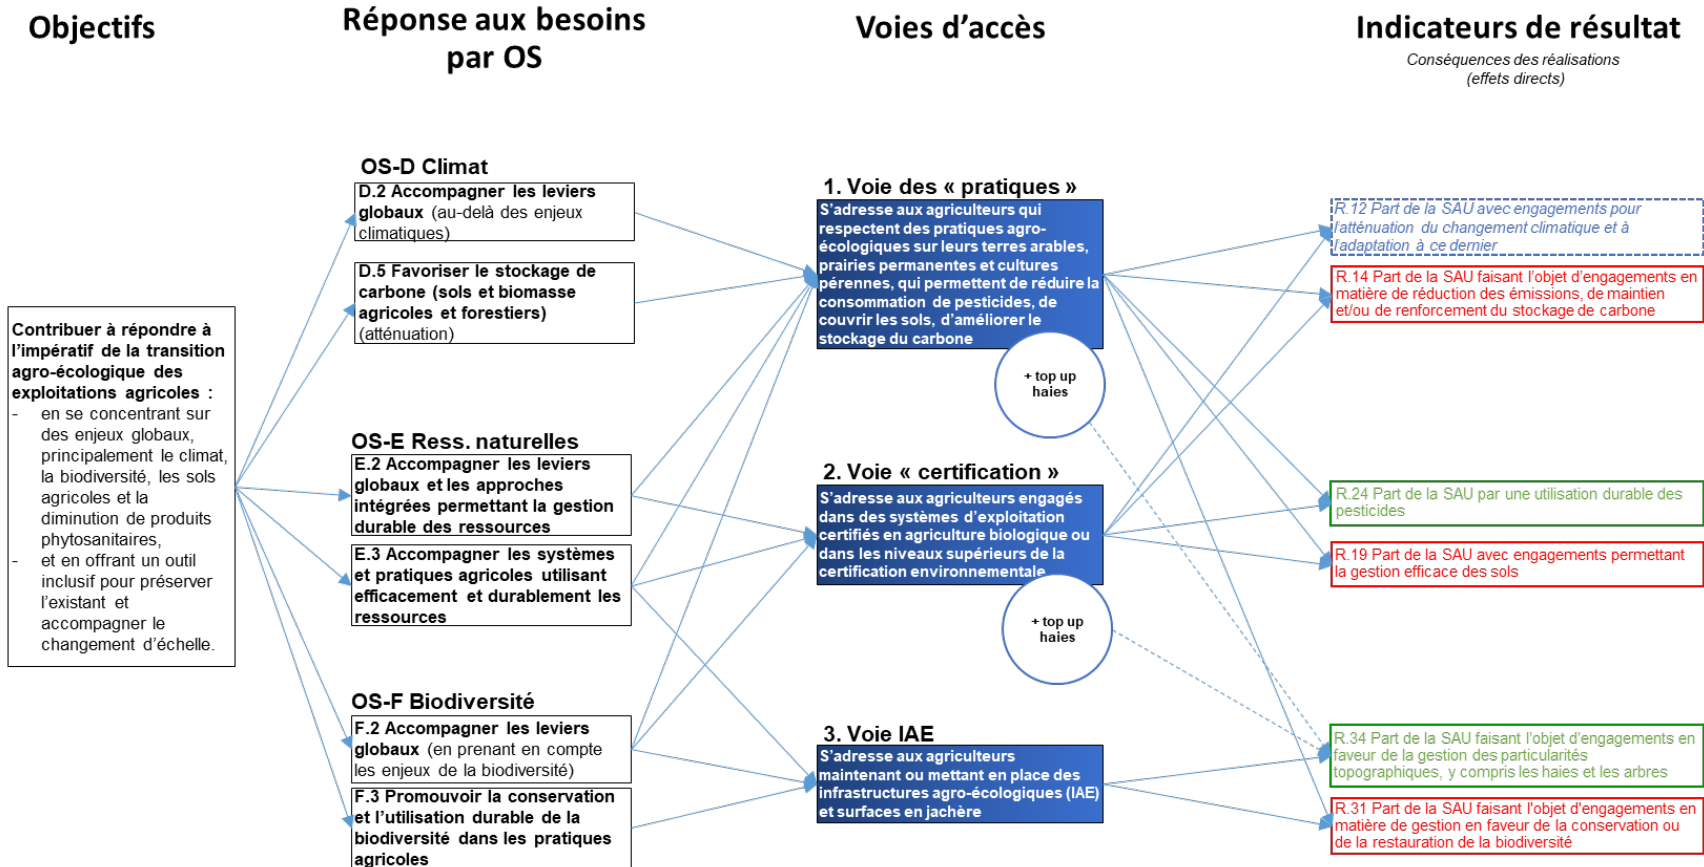 Objectifs
Réponse aux besoins
par OS
Voies d’accès
Indicateurs de résultat
Conséquences des réalisations
(effets directs)
Contribuer à répondre à
l’impératif de la transition
agro-écologique des
exploitations agricoles :
- en se concentrant sur
des enjeux globaux,
principalement le climat,
la biodiversité, les sols
agricoles et la
diminution de produits
phytosanitaires,
- et en offrant un outil
inclusif pour préserver
l’existant et
accompagner le
changement d’échelle.
OS-D Climat
D.2 Accompagner les leviers
globaux (au-delà des enjeux
climatiques)
D.5 Favoriser le stockage de
carbone (sols et biomasse
agricoles et forestiers)
(atténuation)
OS-E Ress. naturelles
E.2 Accompagner les leviers
globaux et les approches
intégrées permettant la gestion
durable des ressources
E.3 Accompagner les systèmes
et pratiques agricoles utilisant
efficacement et durablement les
ressources
OS-F Biodiversité
F.2 Accompagner les leviers
globaux (en prenant en compte
les enjeux de la biodiversité)
F.3 Promouvoir la conservation
et l’utilisation durable de la
biodiversité dans les pratiques
agricoles
1. Voie des « pratiques »
S’adresse aux agriculteurs qui
respectent des pratiques agro-
écologiques sur leurs terres arables,
prairies permanentes et cultures
pérennes, qui permettent de réduire la
consommation de pesticides, de
couvrir les sols, d’améliorer le
stockage du carbone
+ top up
haies
2. Voie « certification »
S’adresse aux agriculteurs engagés
dans des systèmes d’exploitation
certifiés en agriculture biologique ou
dans les niveaux supérieurs de la
certification environnementale
+ top up
haies
3. Voie IAE
S’adresse aux agriculteurs
maintenant ou mettant en place des
infrastructures agro-écologiques (IAE)
et surfaces en jachère
R.12 Part de la SAU avec engagements pour
l’atténuation du changement climatique et à
l’adaptation à ce dernier
R.14 Part de la SAU faisant l’objet d’engagements en
matière de réduction des émissions, de maintien
et/ou de renforcement du stockage de carbone
R.24 Part de la SAU par une utilisation durable des
pesticides
R.19 Part de la SAU avec engagements permettant
la gestion efficace des sols
R.34 Part de la SAU faisant l’objet d’engagements en
faveur de la gestion des particularités
topographiques, y compris les haies et les arbres
R.31 Part de la SAU faisant l'objet d'engagements en
matière de gestion en faveur de la conservation ou
de la restauration de la biodiversité